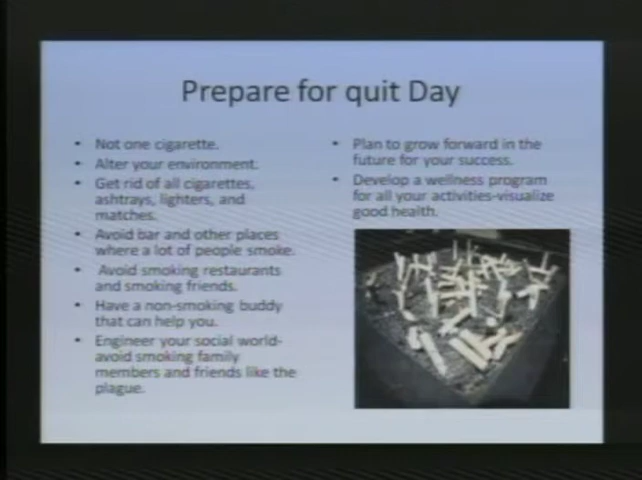 Prepare for quit Day
• Not one cigarette.
• Alter your environment.
• Get rid of all cigarettes,
ashtrays, lighters, and
matches.
• Avoid bar and other places
where a lot of people smoke.
• Avoid smoking restaurants
and smoking friends.
• Have a non-smoking buddy
that can help you.
• Engineer your social world-
avoid smoking family
members and friends like the
plague.
• Plan to grow forward in the
future for your success.
• Develop a wellness program
for all your activities-visualize
good health.